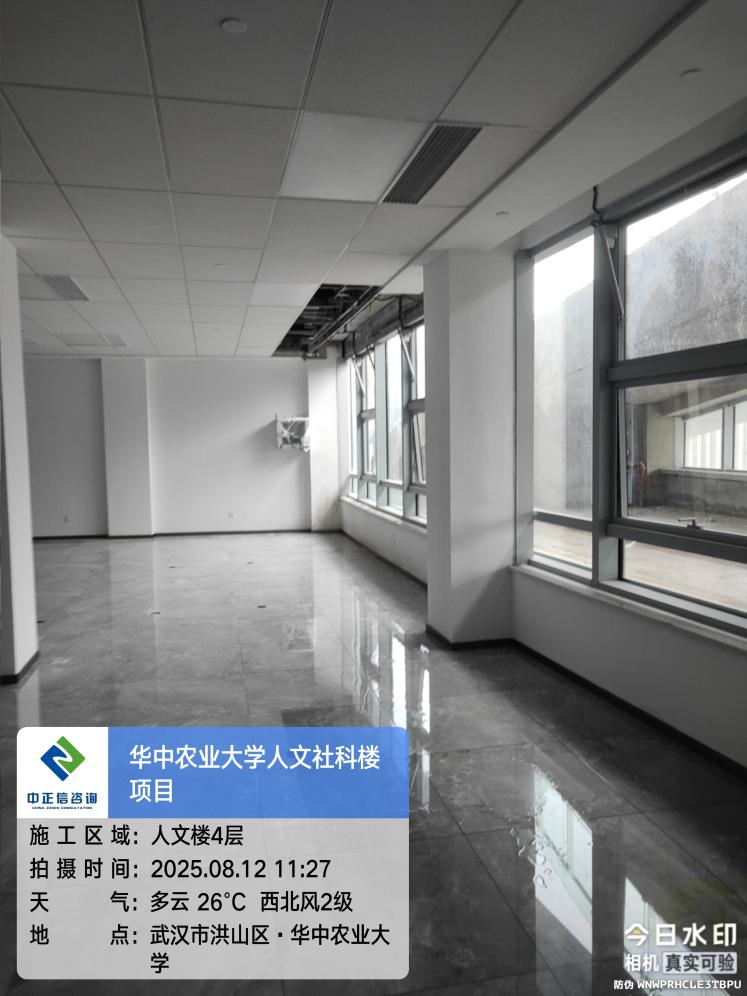 华中农业大学人文社科楼
项目
中正信咨询
施工区域：人文楼4层
拍摄时间：2025.08.12 11:27
天气：多云 26°C 西北风2级
地点：武汉市洪山区·华中农业大
学
今日水印
相机 真实可验
防伪 WNWPRHCLE3TBPU